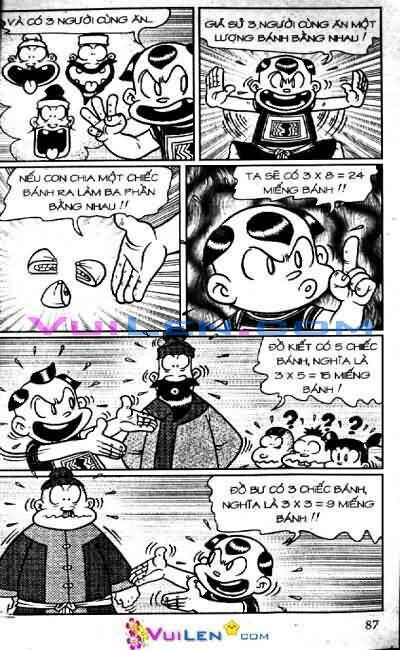 VÀ CÓ 3 NGƯỜI CÙNG ĂN...
GIẢ SỬ 3 NGƯỜI CÙNG ĂN MỘT
LƯỢNG BÁNH BẰNG NHAU !
NẾU CON CHIA MỘT CHIẾC
BÁNH RA LÀM BA PHẦN
BẰNG NHAU !!
TA SẼ CÓ 3 X 8 = 24
MIẾNG BÁNH !!
VUILEN.COM
ĐỒ KIẾT CÓ 5 CHIẾC
BÁNH, NGHĨA LÀ
3 X 5 = 15 MIẾNG
BÁNH !
? ? ?
ĐỒ BƯ CÓ 3 CHIẾC BÁNH,
NGHĨA LÀ 3 X 3 = 9 MIẾNG
BÁNH !!
87
VUILEN.COM